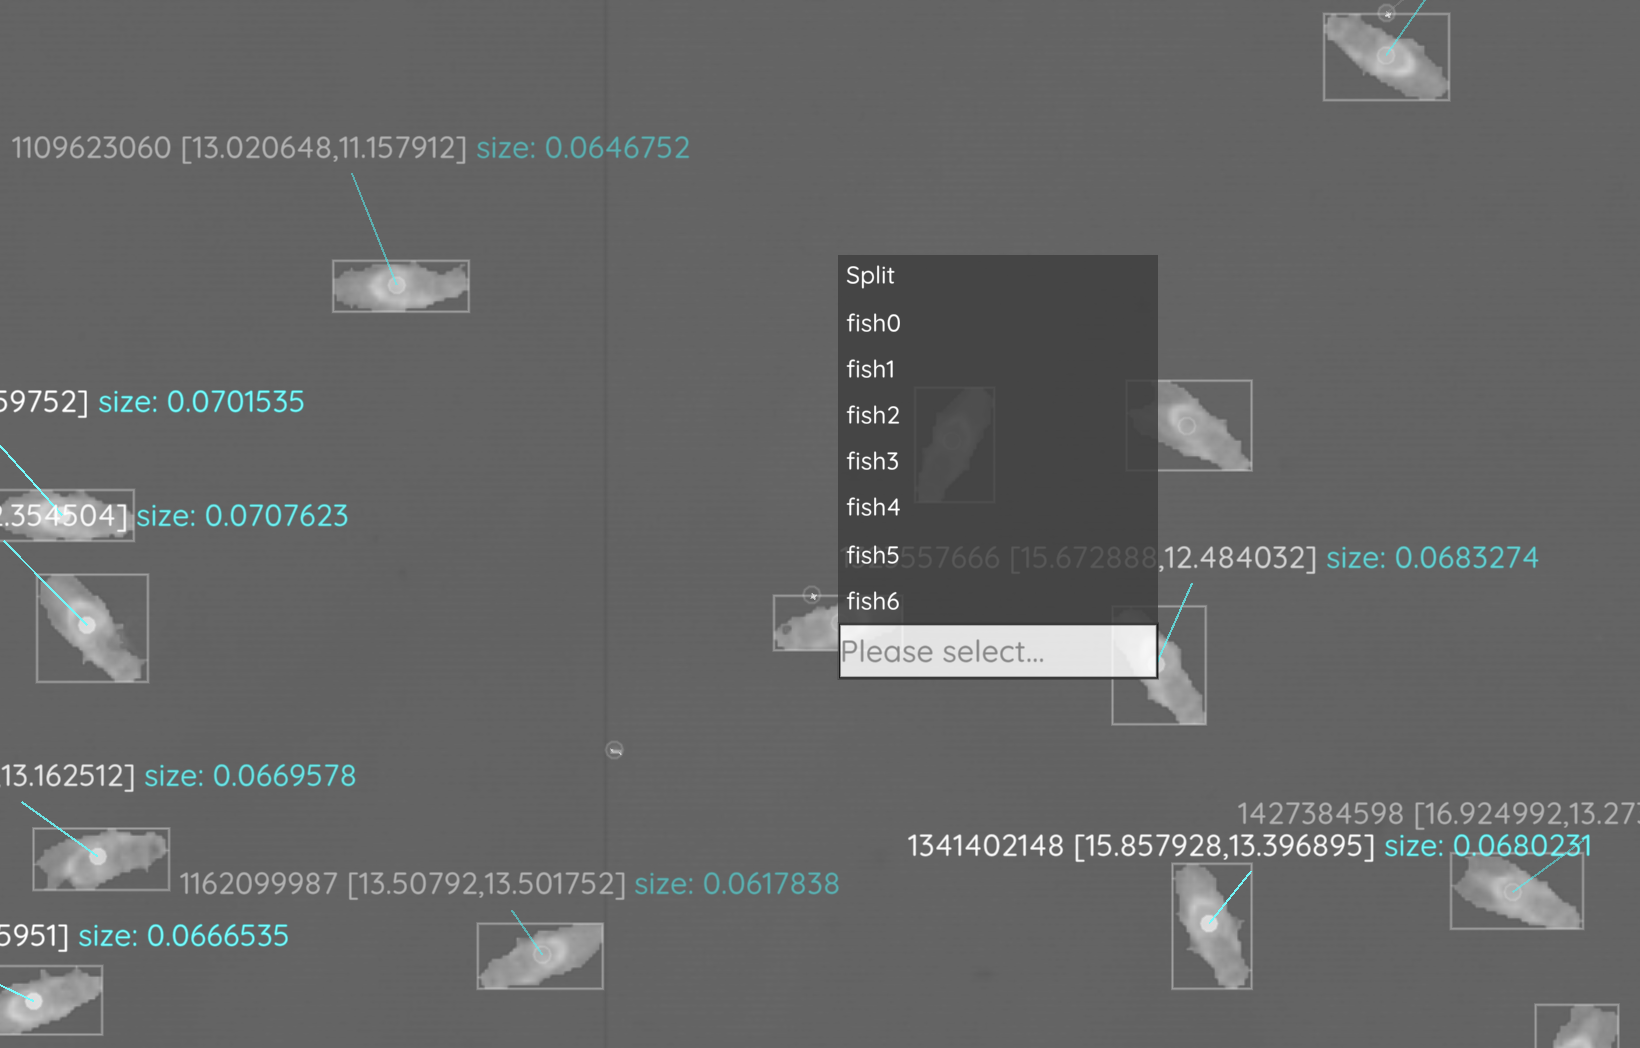 1109623060 [13.020648,11.157912] size: 0.0646752
Split
fish0
fish1
59752] size: 0.0701535
fish2
fish3
2.354504] size: 0.0707623
fish4
fish5
557666 [15.672888,12.484032] size: 0.0683274
fish6
Please select...
,13.162512] size: 0.0669578
1427384598 [16.924992,13.273
1341402148 [15.857928,13.396895] size: 0.0680231
1162099987 [13.50792,13.501752] size: 0.0617838
5951] size: 0.0666535